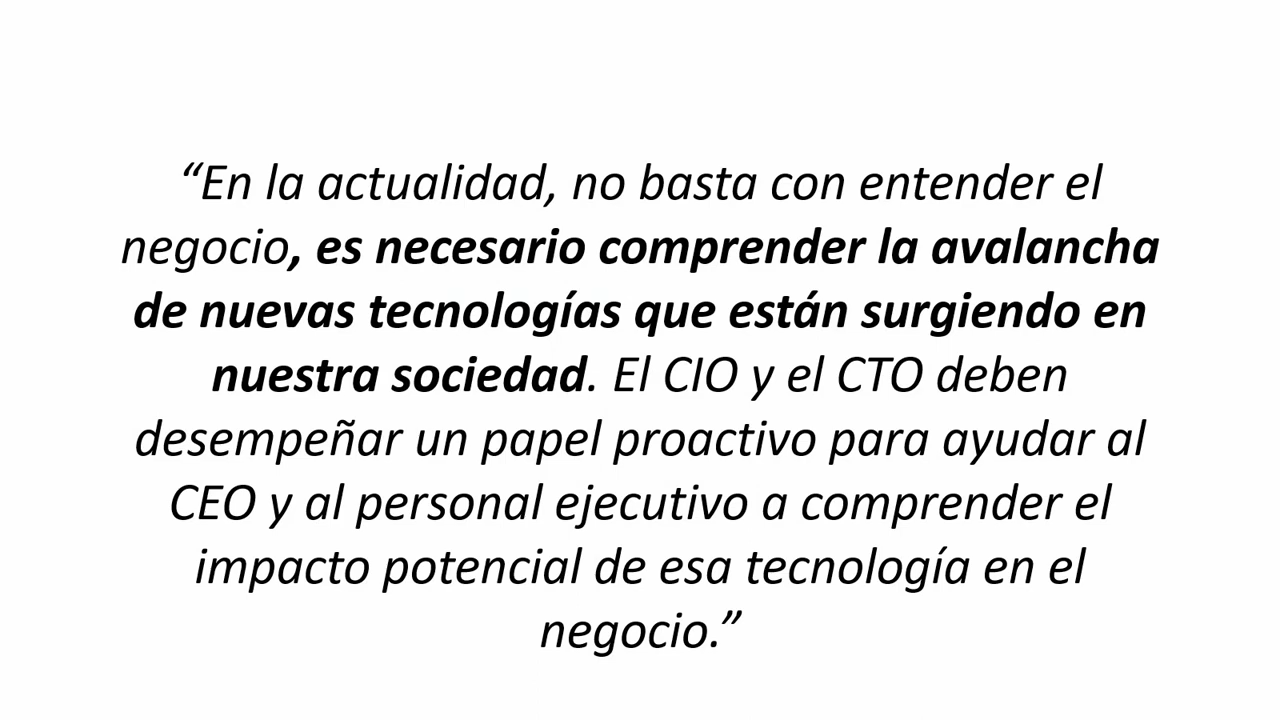 “En la actualidad, no basta con entender el
negocio, es necesario comprender la avalancha
de nuevas tecnologías que están surgiendo en
nuestra sociedad. El CIO y el CTO deben
desempeñar un papel proactivo para ayudar al
CEO y al personal ejecutivo a comprender el
impacto potencial de esa tecnología en el
negocio.”